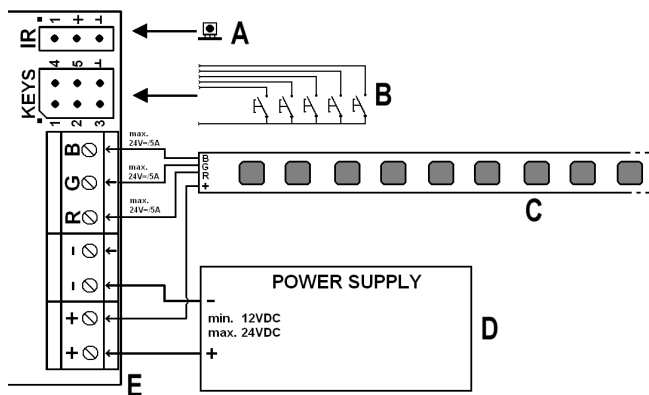 IR
1 + ⊥
A
KEYS
4 5 ⊥
1 2 3
B
B
max.
24V=/5A
G
max.
24V=/5A
R
max.
24V=/5A
-
-
+
+
B
G
R
+
C
POWER SUPPLY
-
min. 12VDC
max. 24VDC
+
D
E